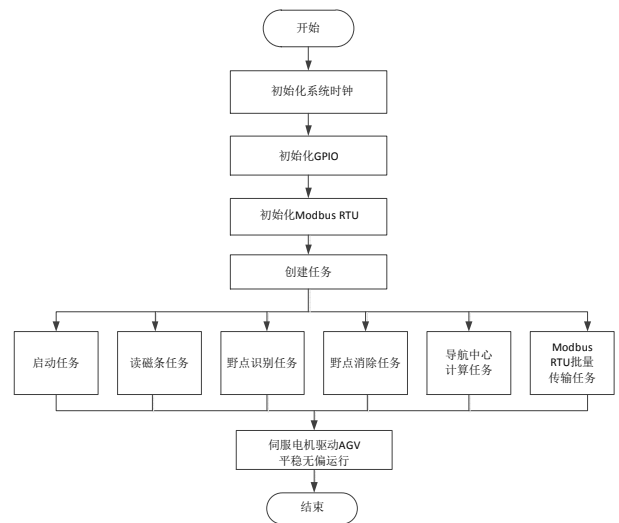 开始
初始化系统时钟
初始化GPIO
初始化Modbus RTU
创建任务
启动任务
读磁条任务
野点识别任务
野点消除任务
导航中心
计算任务
Modbus
RTU批量
传输任务
伺服电机驱动AGV
平稳无偏运行
结束